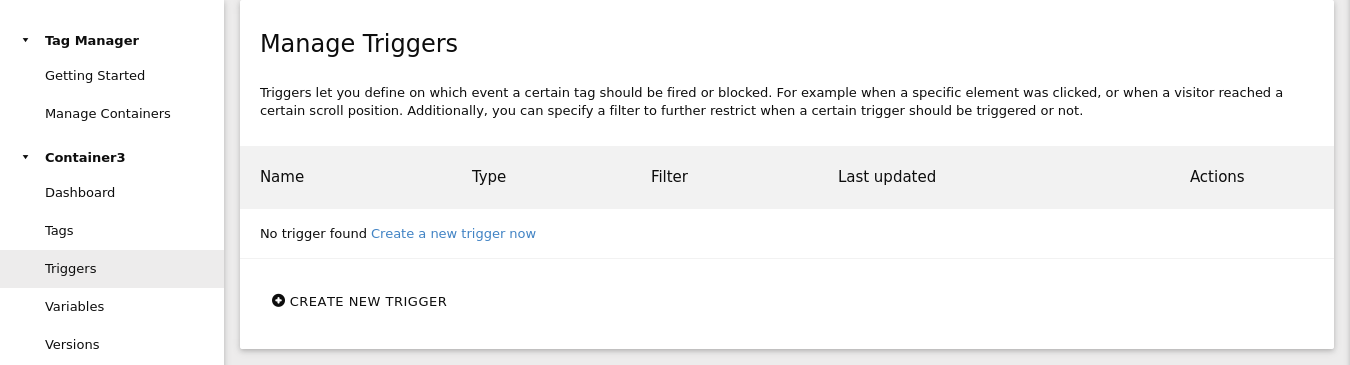 Tag Manager
Getting Started
Manage Containers
Container3
Dashboard
Tags
Triggers
Variables
Versions
Manage Triggers
Triggers let you define on which event a certain tag should be fired or blocked. For example when a specific element was clicked, or when a visitor reached a
certain scroll position. Additionally, you can specify a filter to further restrict when a certain trigger should be triggered or not.
Name Type Filter Last updated Actions
No trigger found Create a new trigger now
CREATE NEW TRIGGER